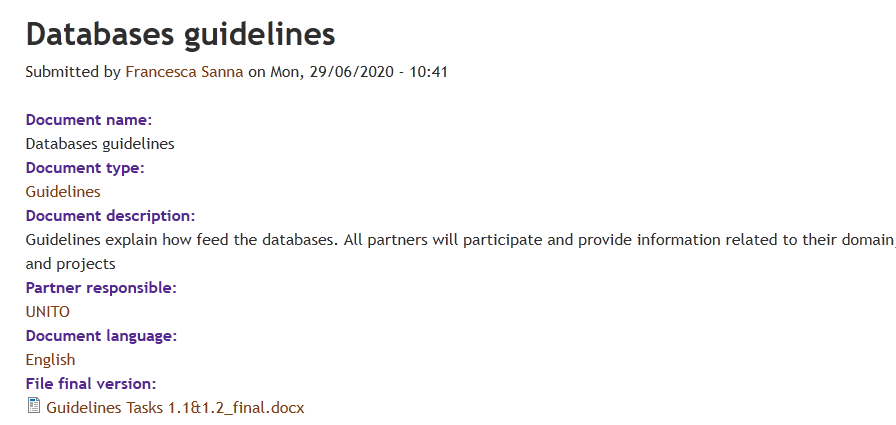 Databases guidelines
Submitted by Francesca Sanna on Mon, 29/06/2020 - 10:41
Document name:
Databases guidelines
Document type:
Guidelines
Document description:
Guidelines explain how feed the databases. All partners will participate and provide information related to their domain,
and projects
Partner responsible:
UNITO
Document language:
English
File final version:
Guidelines Tasks 1.1&1.2_final.docx